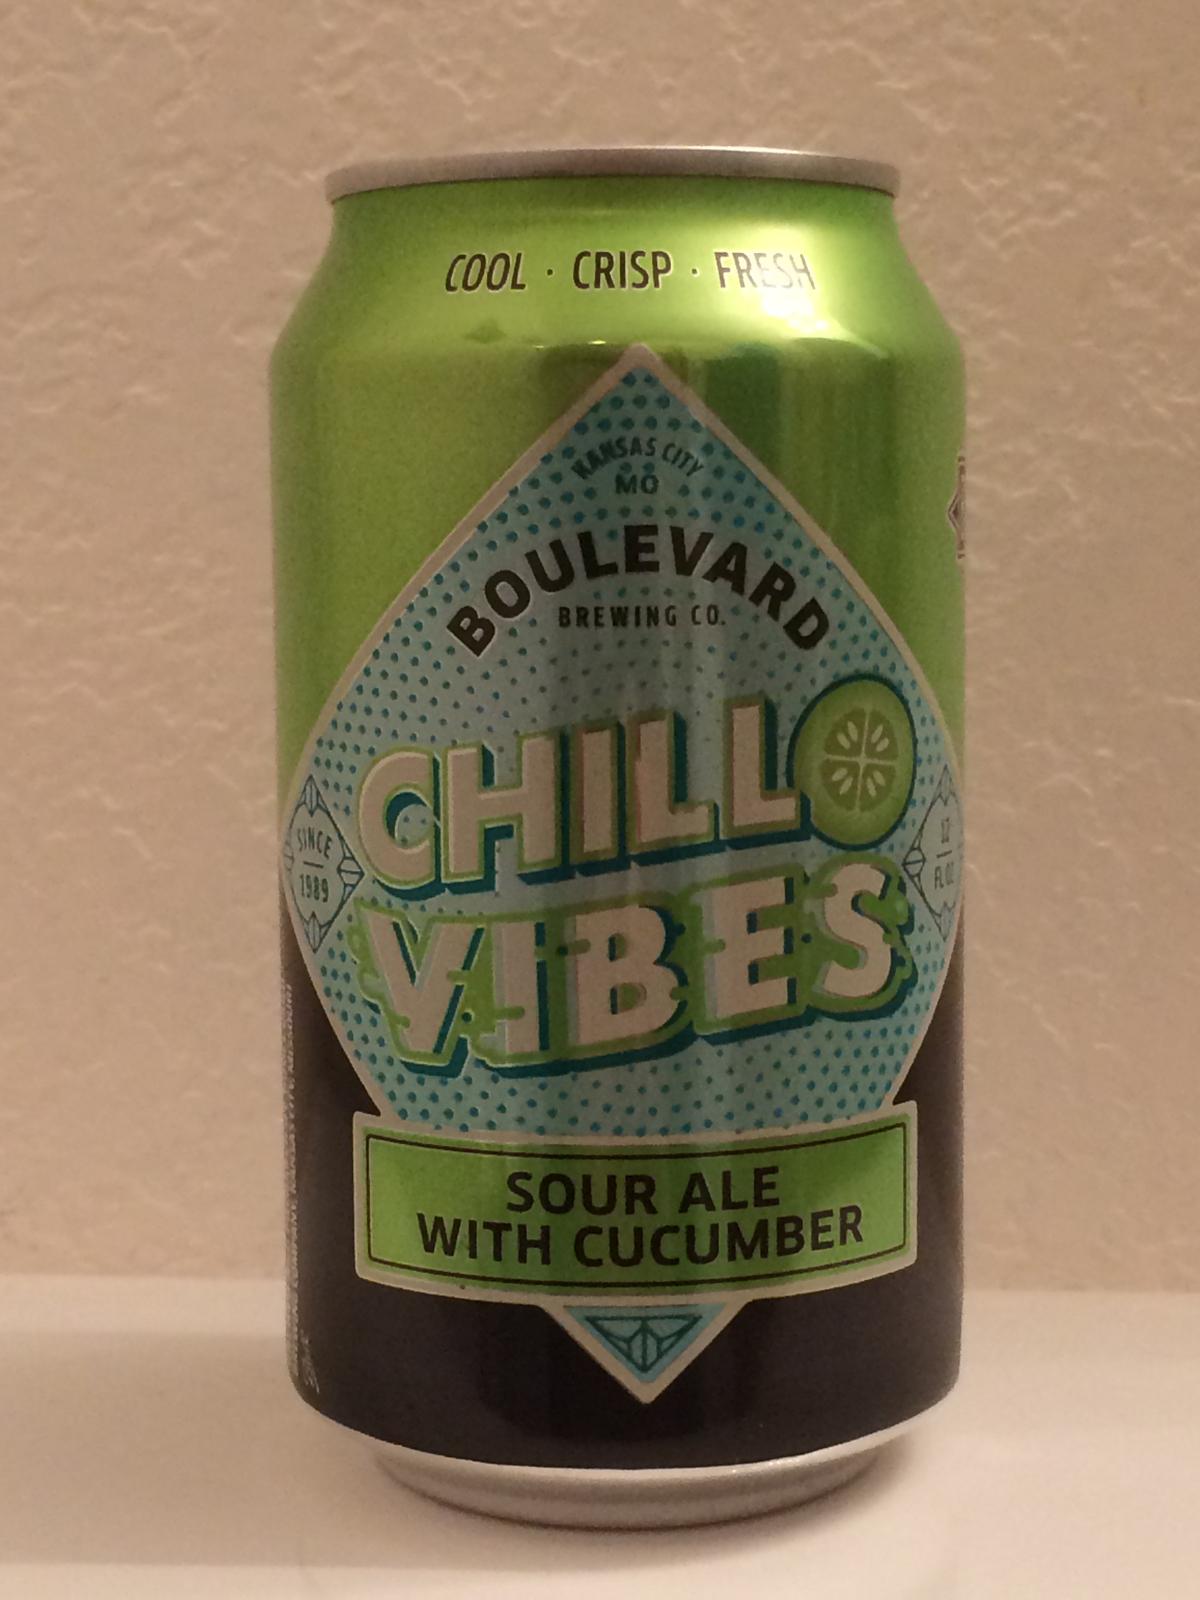 COOL · CRISP · FRESH
KANSAS CITY
MO
BOULEVARD
BREWING CO.
CHILL
VIBES
SINCE
1989
12
FL OZ
SOUR ALE
WITH CUCUMBER